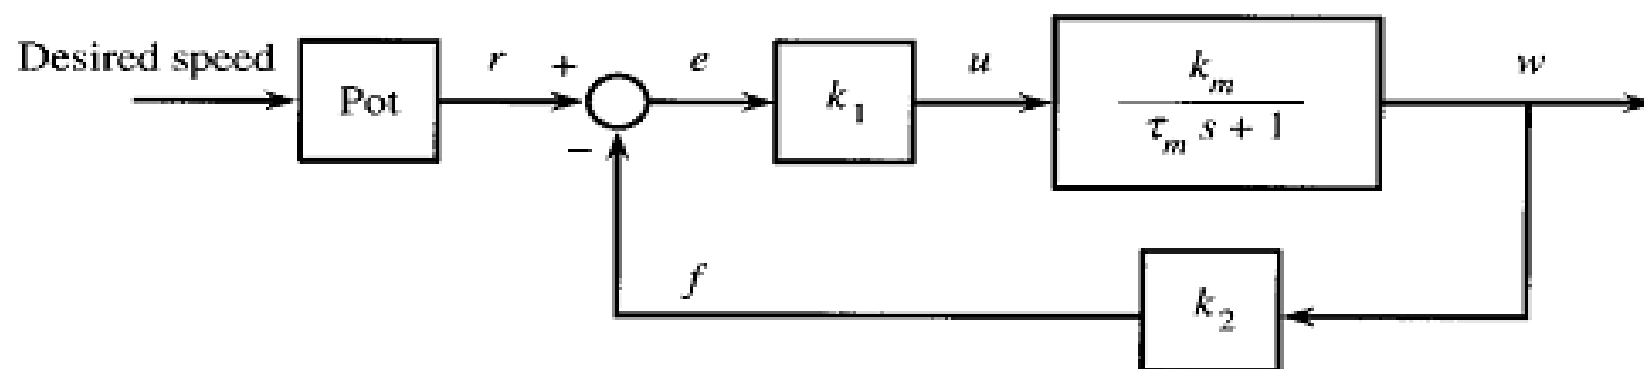 Desired speed
Pot
r
+
−
e
k₁
u
kₘ
τₘ s + 1
w
f
k₂